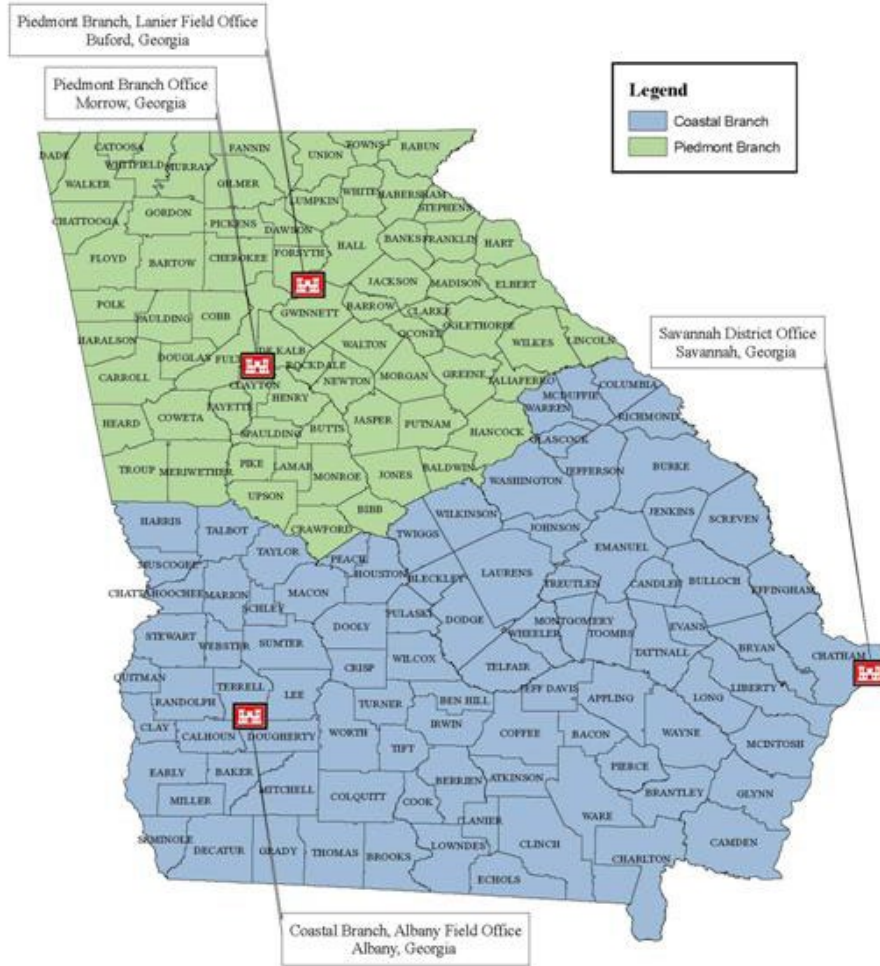 Piedmont Branch, Lanier Field Office
Buford, Georgia
Piedmont Branch Office
Morrow, Georgia
Legend
Coastal Branch
Piedmont Branch
Savannah District Office
Savannah, Georgia
DADE CATOOSA WHITFIELD MURRAY FANNIN UNION TOWNS RABUN
WALKER GILMER LUMPKIN WHITE HABERSHAM STEPHENS
CHATTOOGA GORDON PICKENS DAWSON
FLOYD BARTOW CHEROKEE FORSYTH HALL BANKS FRANKLIN HART
JACKSON MADISON ELBERT
POLK PAULDING COBB GWINNETT BARROW CLARKE OGLETHORPE
HARALSON DOUGLAS DE KALB WALTON OCONEE WILKES LINCOLN
CARROLL CLAYTON ROCKDALE NEWTON MORGAN GREENE TALIAFERRO
HEARD COWETA FAYETTE HENRY MCDUFFIE COLUMBIA
SPAULDING BUTTS JASPER PUTNAM HANCOCK WARREN RICHMOND
TROUP MERIWETHER PIKE LAMAR MONROE JONES BALDWIN GLASCOCK
UPSON BIBB WASHINGTON JEFFERSON BURKE
HARRIS TALBOT CRAWFORD TWIGGS WILKINSON JOHNSON JENKINS SCREVEN
MUSCOGEE TAYLOR PEACH HOUSTON BLECKLEY LAURENS EMANUEL
CHATTAHOOCHEE MARION MACON TREUTLEN CANDLER BULLOCH EFFINGHAM
SCHLEY PULASKI DODGE MONTGOMERY
STEWART WEBSTER SUMTER DOOLY WHEELER TOOMBS TATTNALL EVANS BRYAN CHATHAM
QUITMAN CRISP WILCOX TELFAIR
RANDOLPH TERRELL LEE TURNER BEN HILL JEFF DAVIS APPLING LONG LIBERTY
CLAY CALHOUN DOUGHERTY WORTH IRWIN COFFEE BACON WAYNE MCINTOSH
EARLY BAKER TIFT PIERCE
MILLER MITCHELL COLQUITT COOK BERRIEN ATKINSON WARE BRANTLEY GLYNN
SEMINOLE DECATUR GRADY THOMAS BROOKS LOWNDES LANIER CLINCH CHARLTON CAMDEN
ECHOLS
Coastal Branch, Albany Field Office
Albany, Georgia